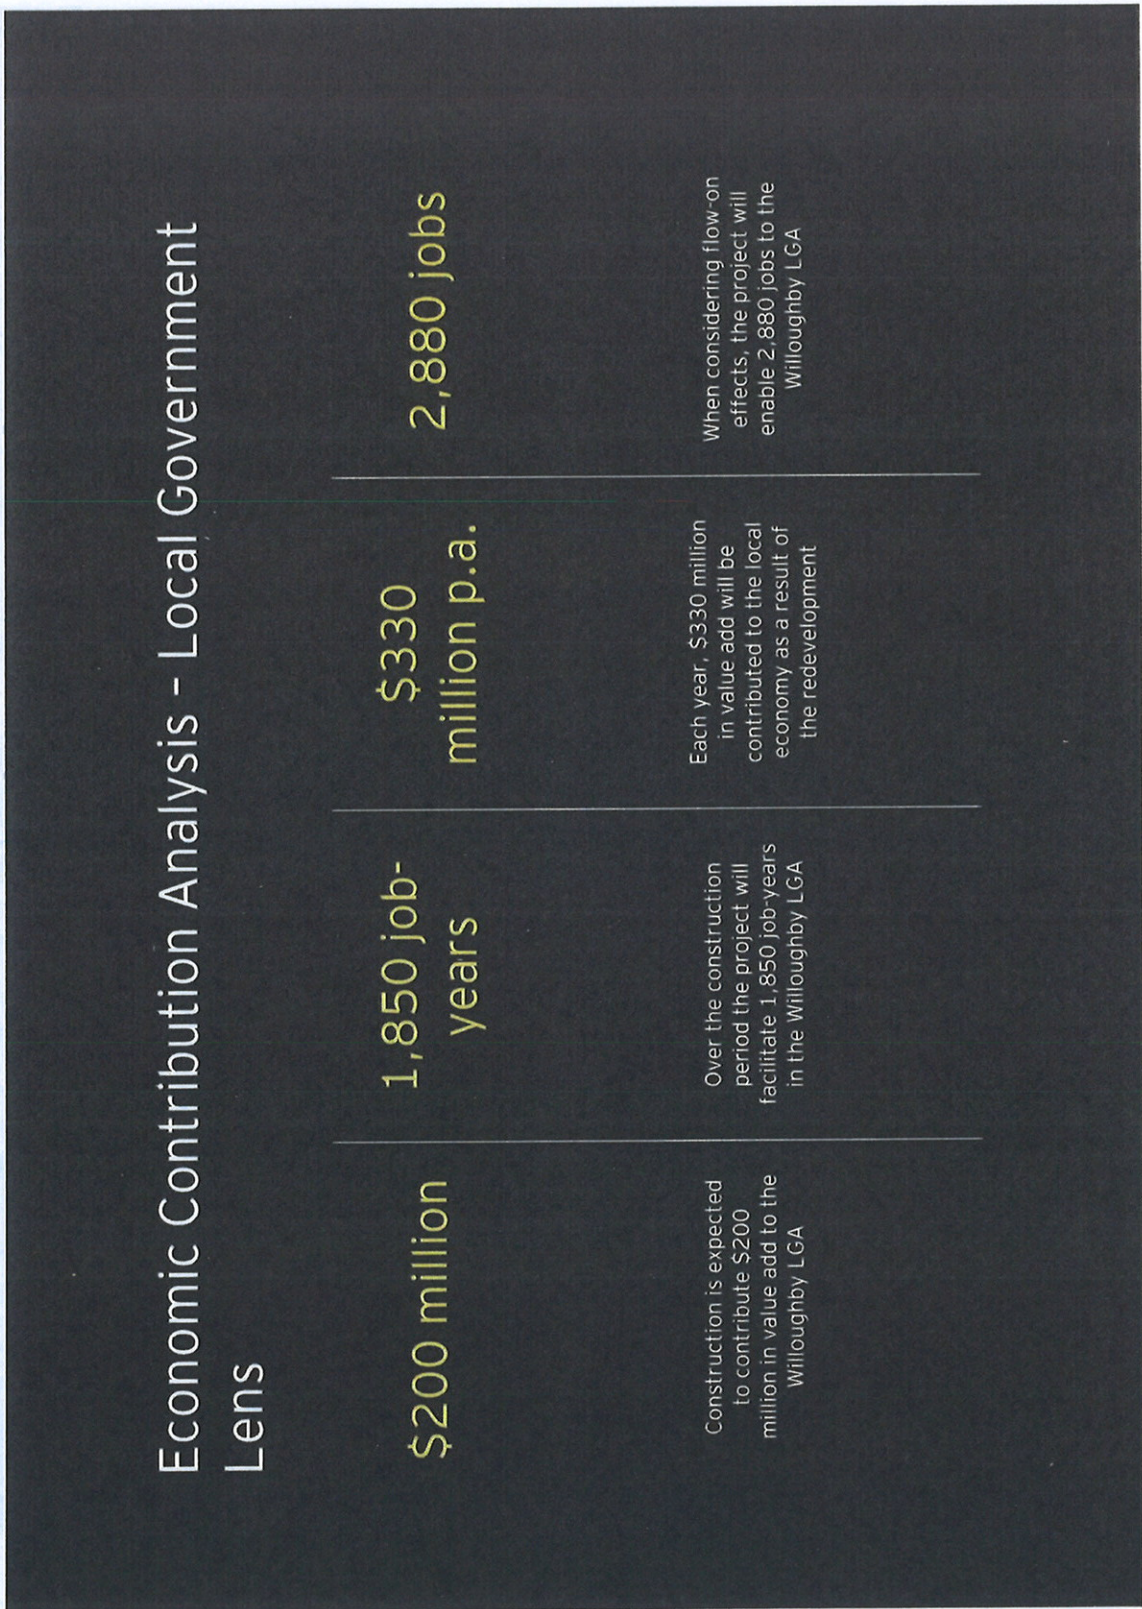 Economic Contribution Analysis – Local Government
Lens
$200 million
Construction is expected
to contribute $200
million in value add to the
Willoughby LGA
1,850 job-
years
Over the construction
period the project will
facilitate 1,850 job-years
in the Willoughby LGA
$330
million p.a.
Each year, $330 million
in value add will be
contributed to the local
economy as a result of
the redevelopment
2,880 jobs
When considering flow-on
effects, the project will
enable 2,880 jobs to the
Willoughby LGA